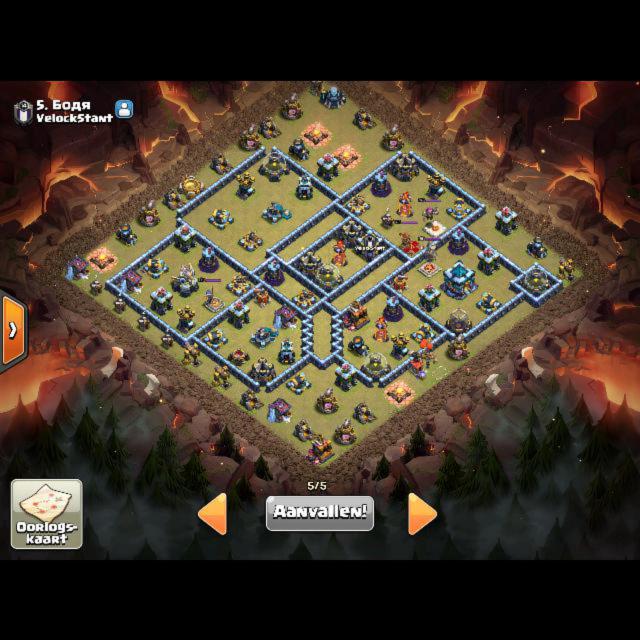 5. Бодя
VelockStant
5/5
Oorlogs-
kaart
Aanvallen!